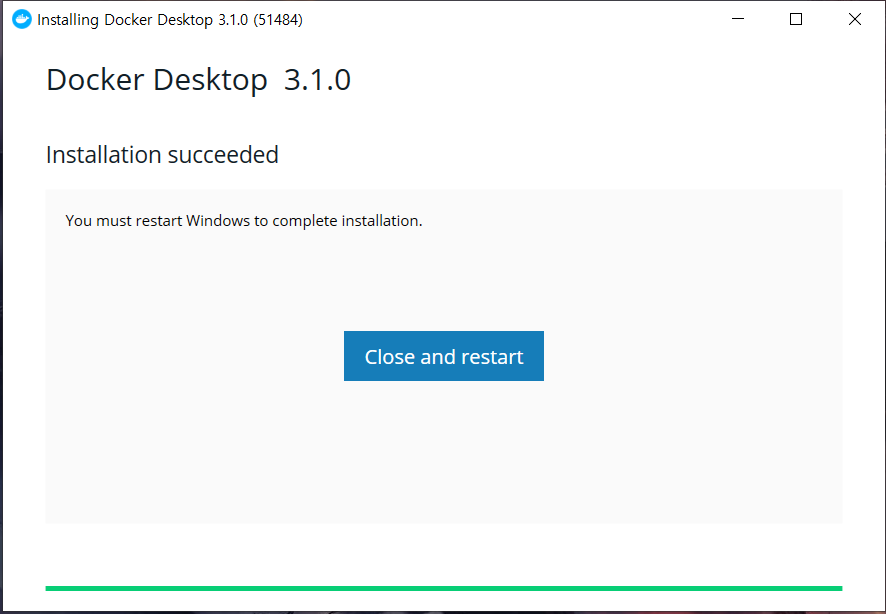 Installing Docker Desktop 3.1.0 (51484)
Docker Desktop 3.1.0
Installation succeeded
You must restart Windows to complete installation.
Close and restart